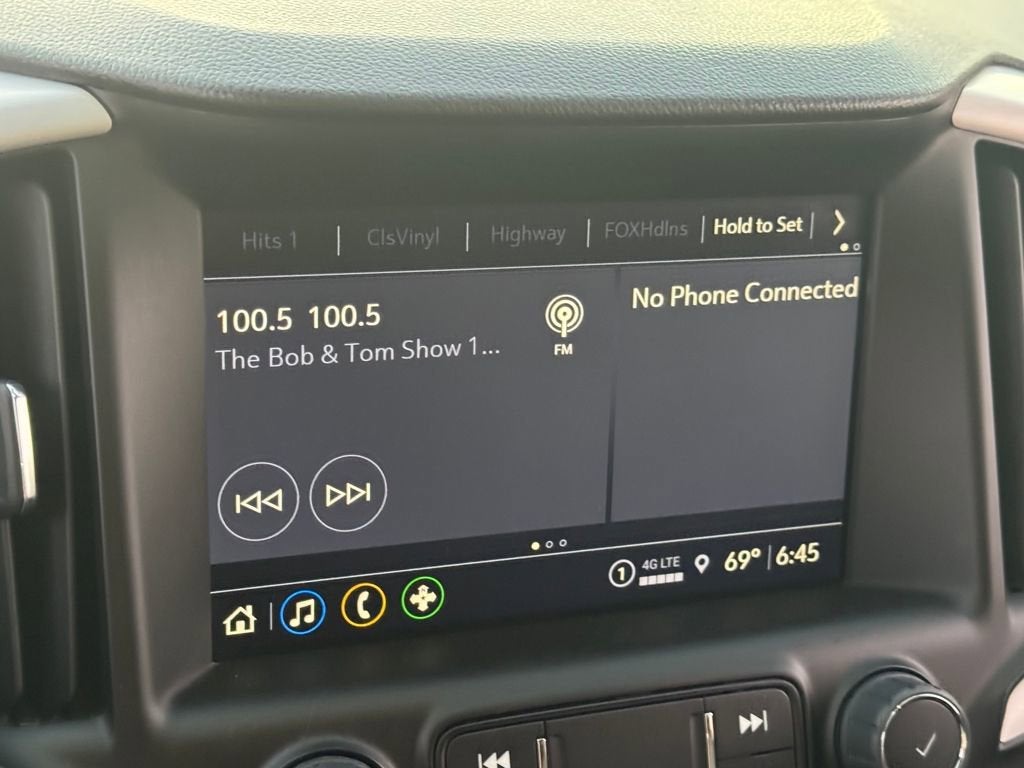 Hits 1 | ClsVinyl | Highway | FOXHdlns | Hold to Set |
100.5 100.5
The Bob & Tom Show 1...
FM
No Phone Connected
1 4G LTE 69° | 6:45